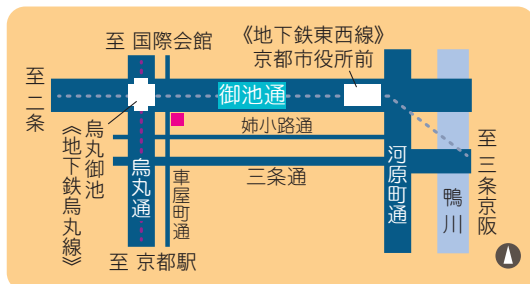 至 国際会館
《地下鉄東西線》
京都市役所前
至 二条
御池通
姉小路通
烏丸御池
《地下鉄烏丸線》
烏丸通
車屋町通
三条通
河原町通
鴨川
至 三条京阪
至 京都駅